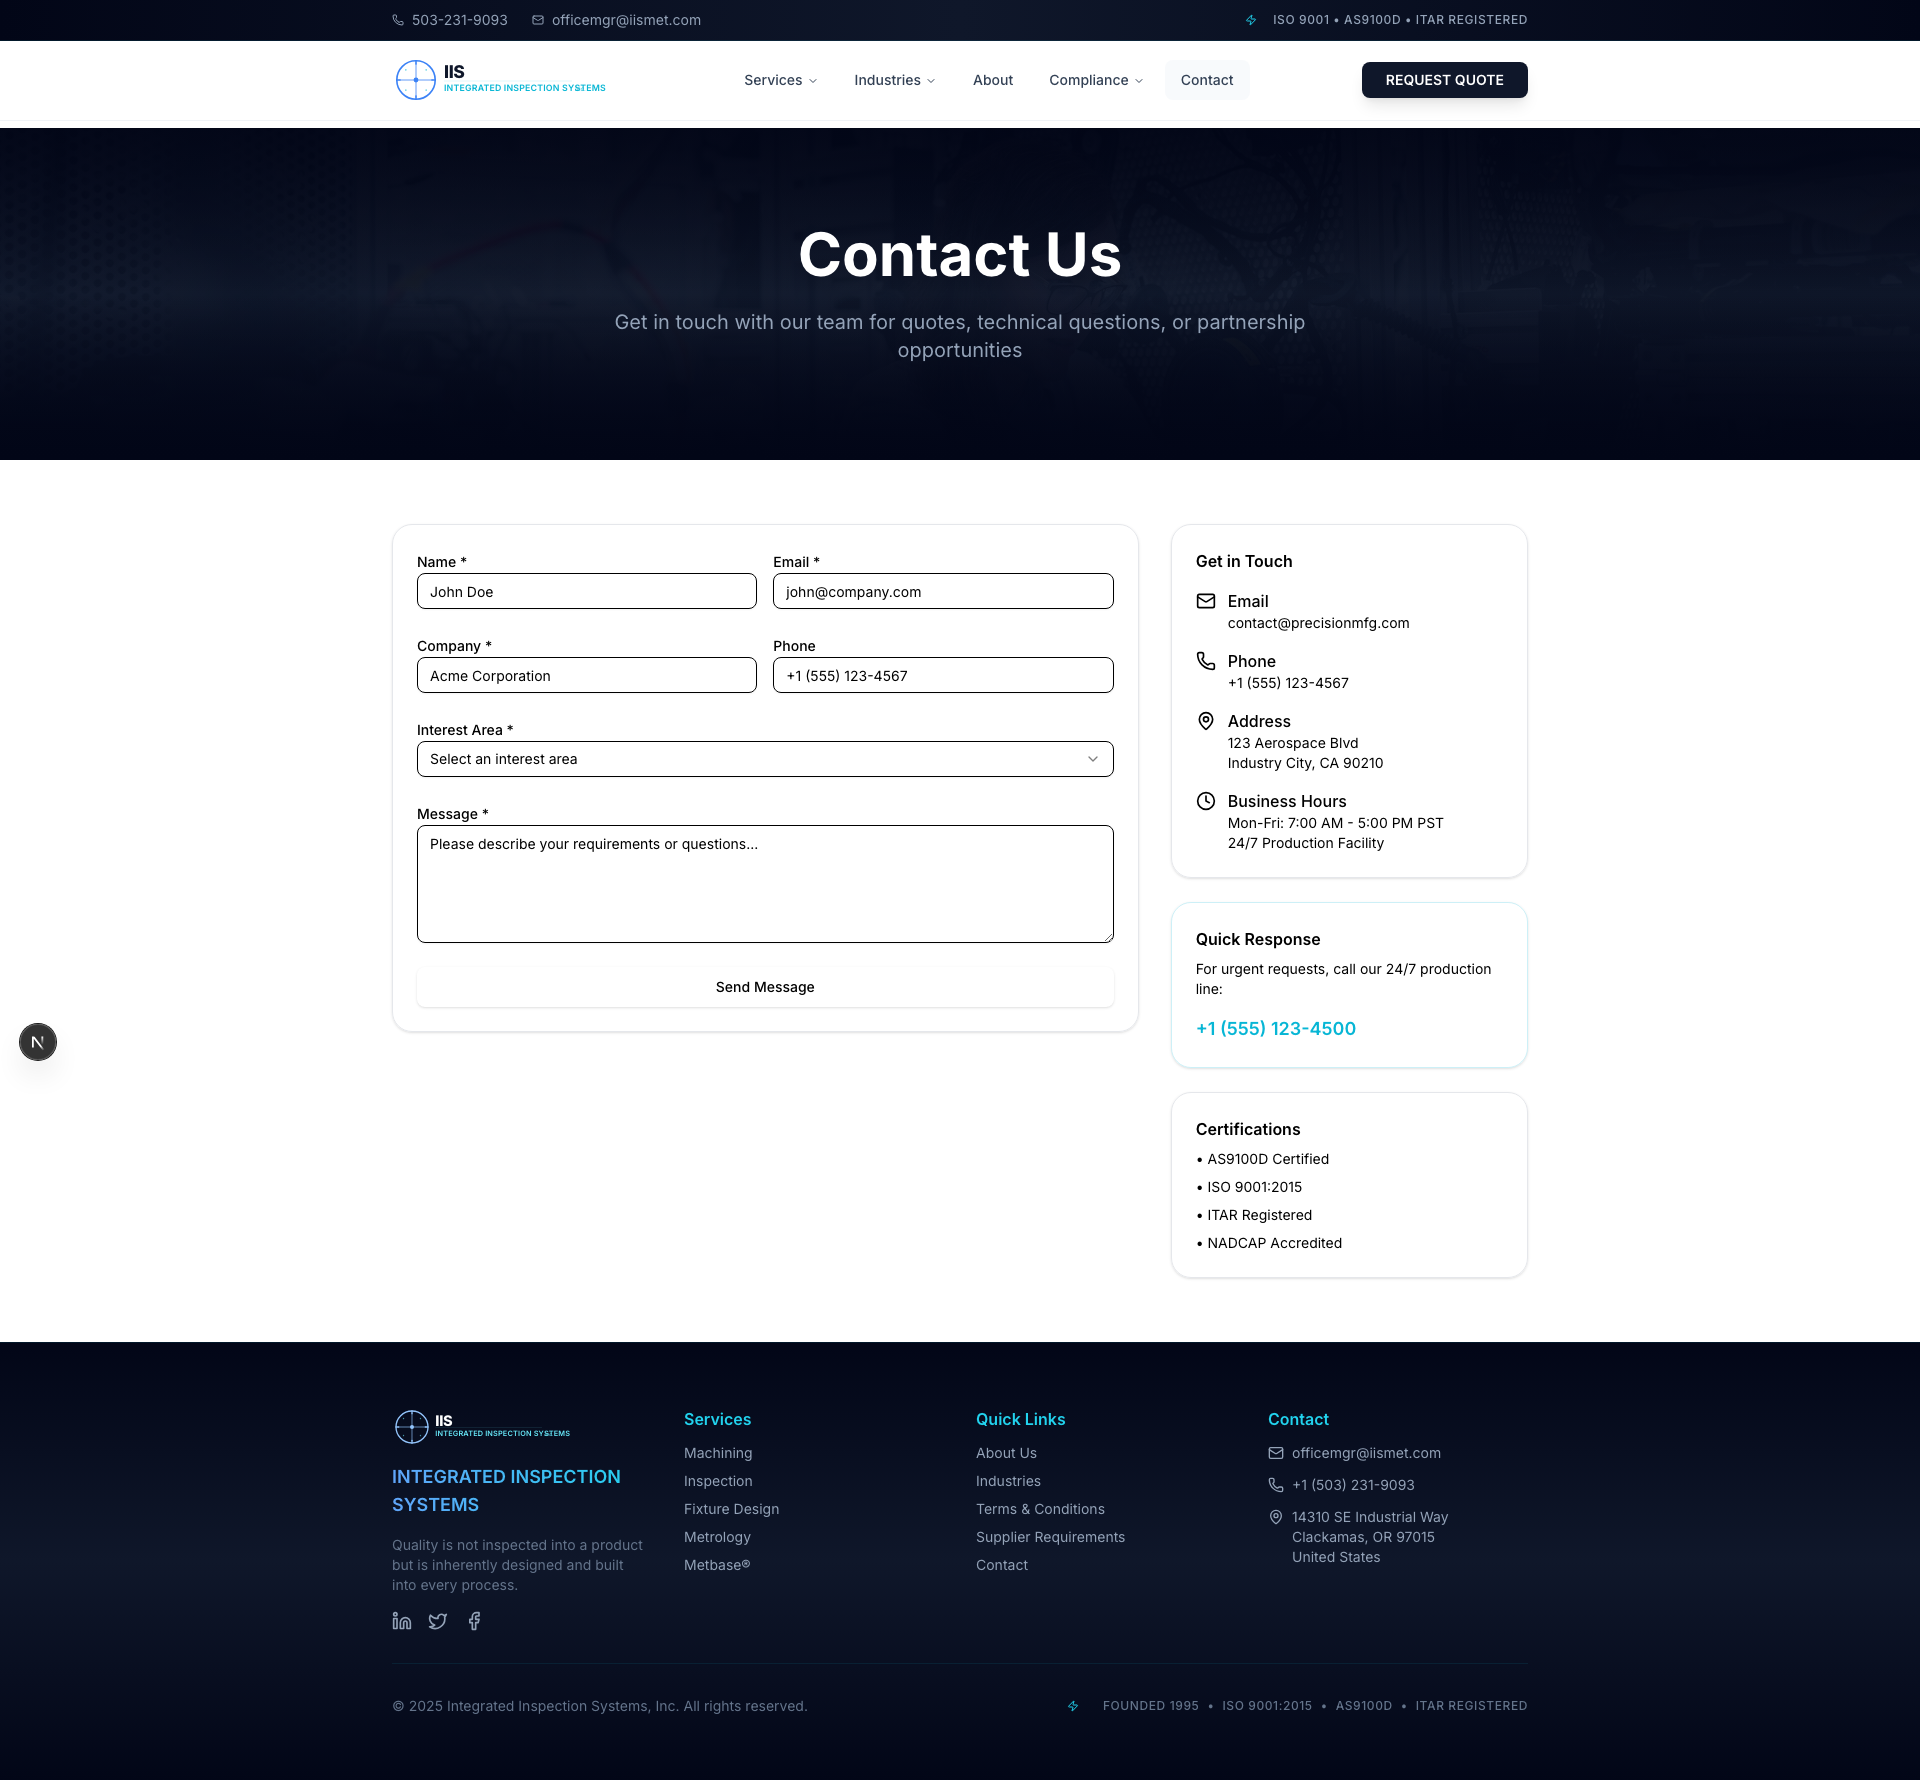 503-231-9093
officemgr@iismet.com
ISO 9001 • AS9100D • ITAR REGISTERED
IIS
INTEGRATED INSPECTION SYSTEMS
Services
Industries
About
Compliance
Contact
REQUEST QUOTE
Contact Us
Get in touch with our team for quotes, technical questions, or partnership
opportunities
Name *
Email *
John Doe
john@company.com
Company *
Phone
Acme Corporation
+1 (555) 123-4567
Interest Area *
Select an interest area
Message *
Please describe your requirements or questions...
Send Message
Get in Touch
Email
contact@precisionmfg.com
Phone
+1 (555) 123-4567
Address
123 Aerospace Blvd
Industry City, CA 90210
Business Hours
Mon-Fri: 7:00 AM - 5:00 PM PST
24/7 Production Facility
Quick Response
For urgent requests, call our 24/7 production
line:
+1 (555) 123-4500
Certifications
• AS9100D Certified
• ISO 9001:2015
• ITAR Registered
• NADCAP Accredited
N
IIS
INTEGRATED INSPECTION SYSTEMS
INTEGRATED INSPECTION
SYSTEMS
Quality is not inspected into a product
but is inherently designed and built
into every process.
Services
Machining
Inspection
Fixture Design
Metrology
Metbase®
Quick Links
About Us
Industries
Terms & Conditions
Supplier Requirements
Contact
Contact
officemgr@iismet.com
+1 (503) 231-9093
14310 SE Industrial Way
Clackamas, OR 97015
United States
© 2025 Integrated Inspection Systems, Inc. All rights reserved.
FOUNDED 1995 • ISO 9001:2015 • AS9100D • ITAR REGISTERED